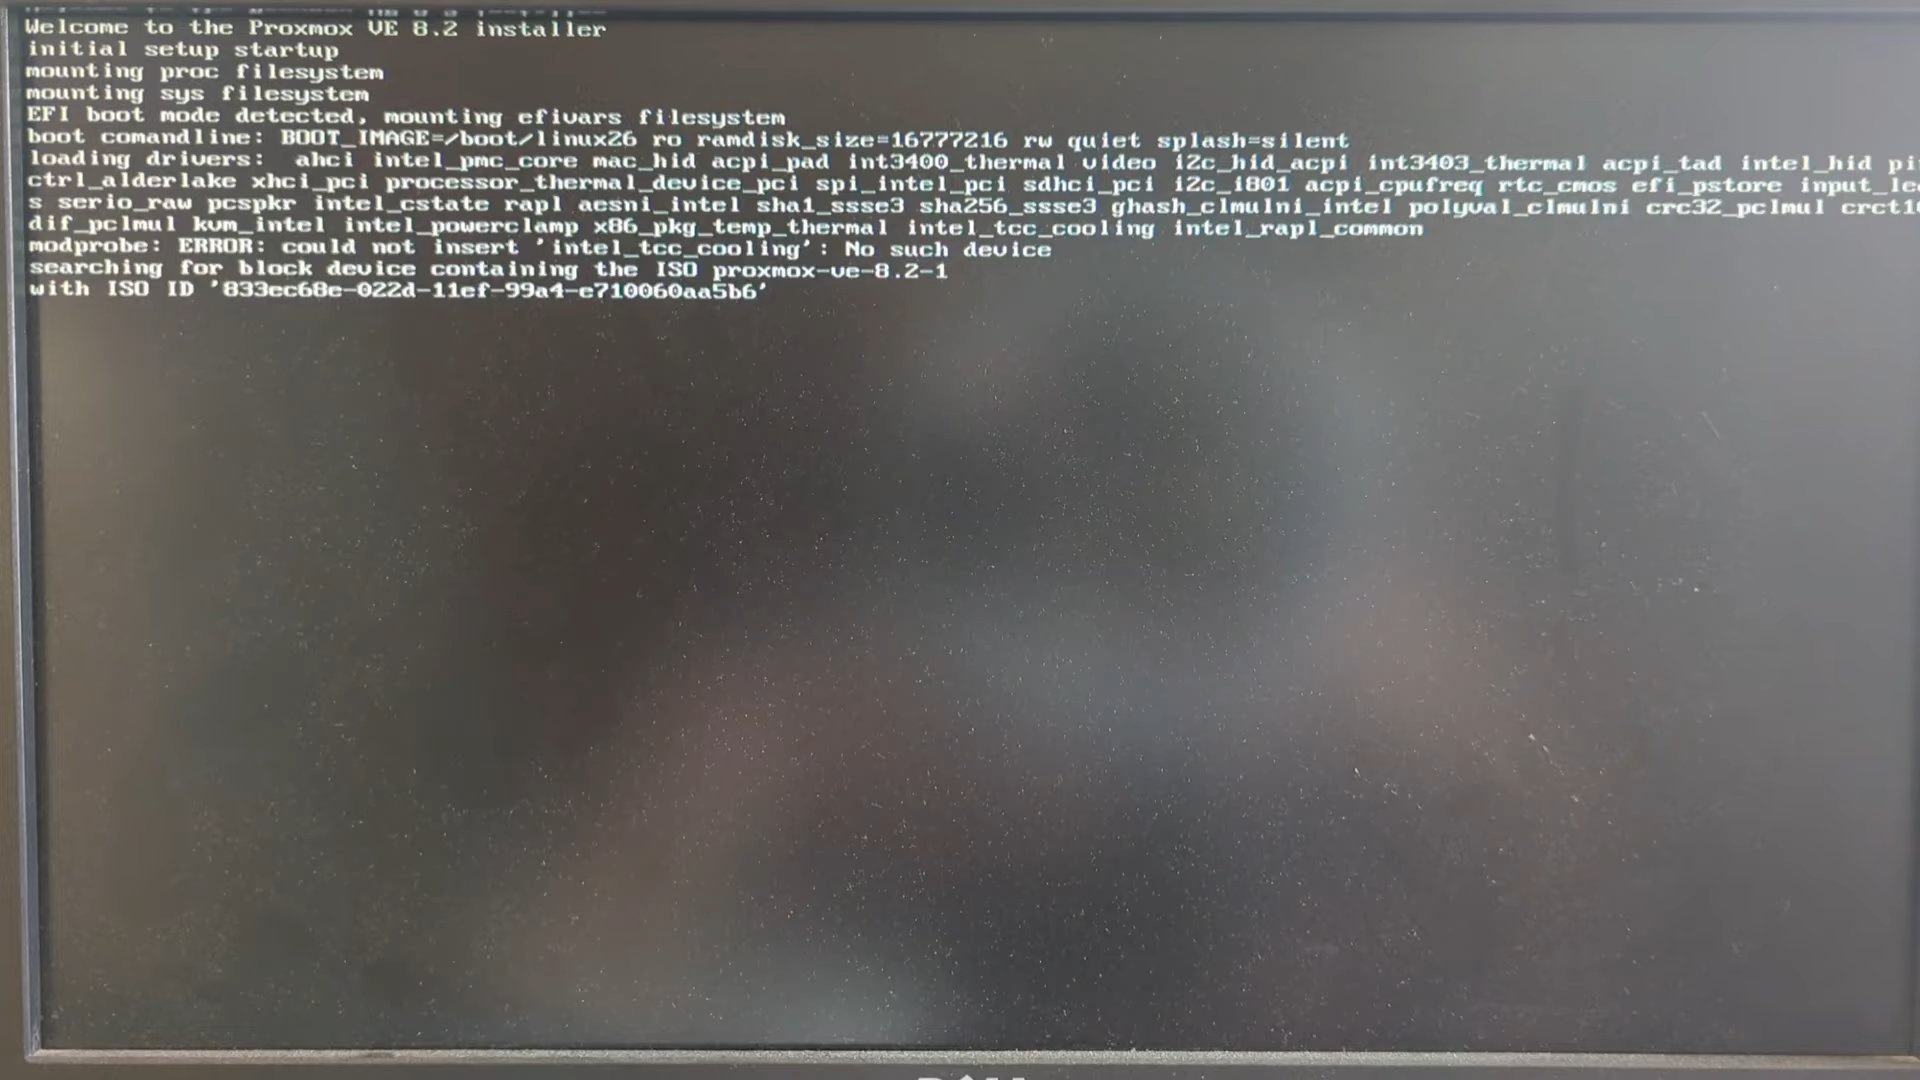 Welcome to the Proxmox VE 8.2 installer
initial setup startup
mounting proc filesystem
mounting sys filesystem
EFI boot mode detected, mounting efivars filesystem
boot comandline: BOOT_IMAGE=/boot/linux26 ro ramdisk_size=16777216 rw quiet splash=silent
loading drivers:  ahci intel_pmc_core mac_hid acpi_pad int3400_thermal video i2c_hid_acpi int3403_thermal acpi_tad intel_hid pi
ctrl_alderlake xhci_pci processor_thermal_device_pci spi_intel_pci sdhci_pci i2c_i801 acpi_cpufreq rtc_cmos efi_pstore input_le
s serio_raw pcspkr intel_cstate rapl aesni_intel sha1_ssse3 sha256_ssse3 ghash_clmulni_intel polyval_clmulni crc32_pclmul crct10
dif_pclmul kvm_intel intel_powerclamp x86_pkg_temp_thermal intel_tcc_cooling intel_rapl_common
modprobe: ERROR: could not insert 'intel_tcc_cooling': No such device
searching for block device containing the ISO proxmox-ve-8.2-1
with ISO ID '833ec68e-022d-11ef-99a4-e710060aa5b6'